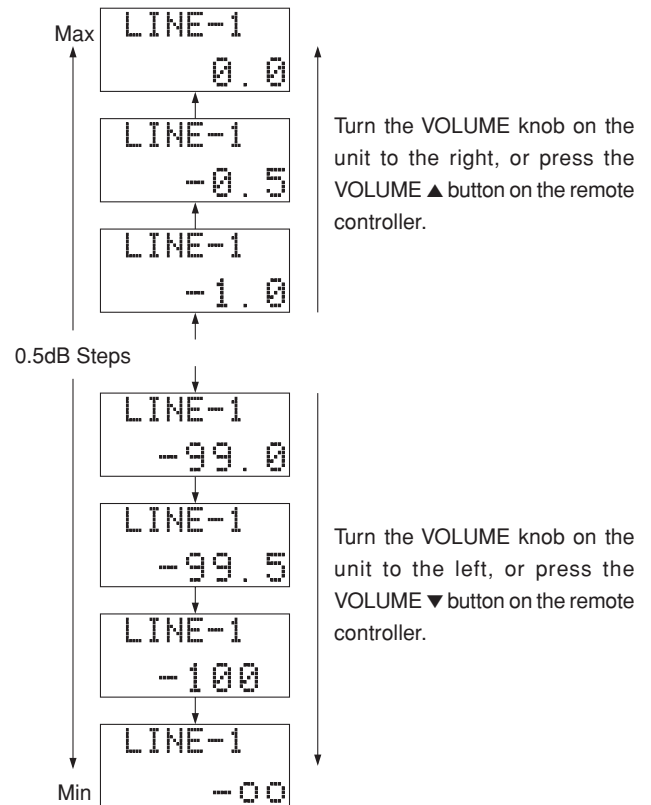 Max
LINE-1
0.0
LINE-1
-0.5
LINE-1
-1.0
Turn the VOLUME knob on the
unit to the right, or press the
VOLUME ▲ button on the remote
controller.
0.5dB Steps
LINE-1
-99.0
LINE-1
-99.5
LINE-1
-100
LINE-1
Min
-oo
Turn the VOLUME knob on the
unit to the left, or press the
VOLUME ▼ button on the remote
controller.